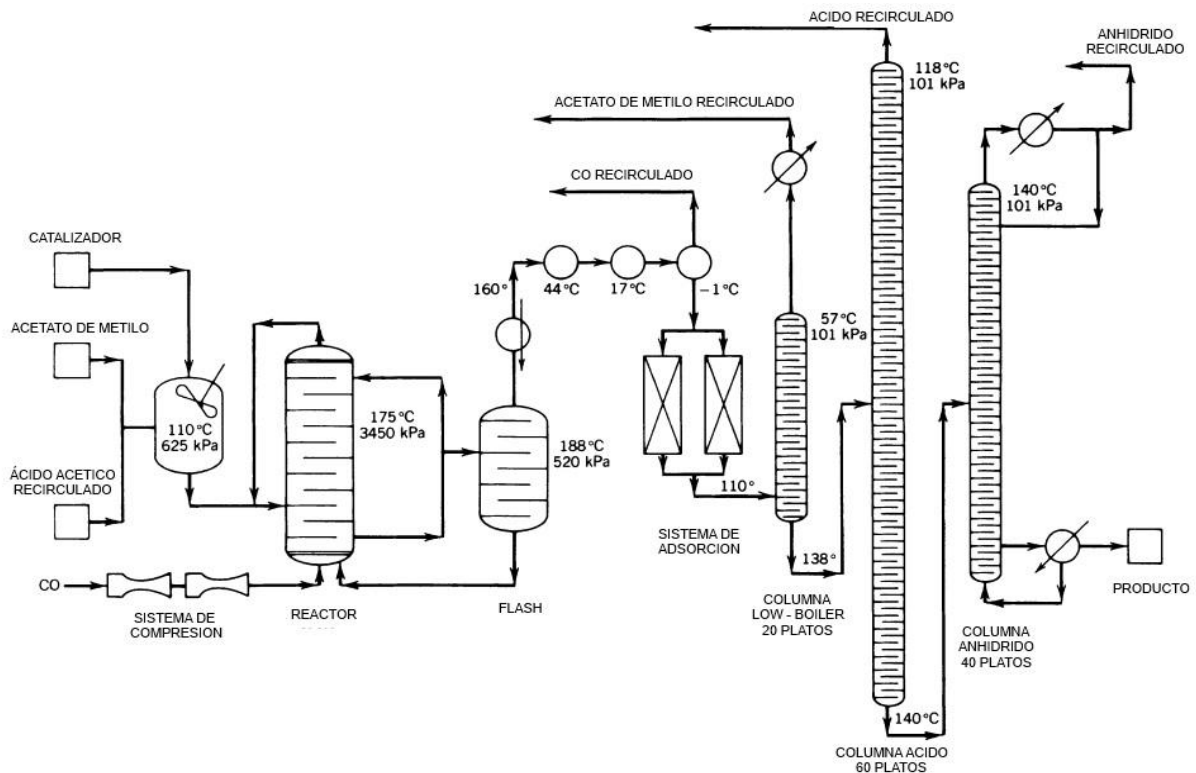 ÁCIDO RECIRCULADO
118°C
101 kPa
ANHIDRIDO
RECIRCULADO
ACETATO DE METILO RECIRCULADO
CO RECIRCULADO
140°C
101 kPa
CATALIZADOR
160°
44°C
17°C
−1°C
57°C
101 kPa
ACETATO DE METILO
110°C
625 kPa
175°C
3450 kPa
188°C
520 kPa
ÁCIDO ACETICO
RECIRCULADO
110°
SISTEMA DE
ADSORCION
138°
CO
SISTEMA DE
COMPRESION
REACTOR
FLASH
COLUMNA
LOW - BOILER
20 PLATOS
PRODUCTO
COLUMNA
ANHIDRIDO
40 PLATOS
140°C
COLUMNA ACIDO
60 PLATOS